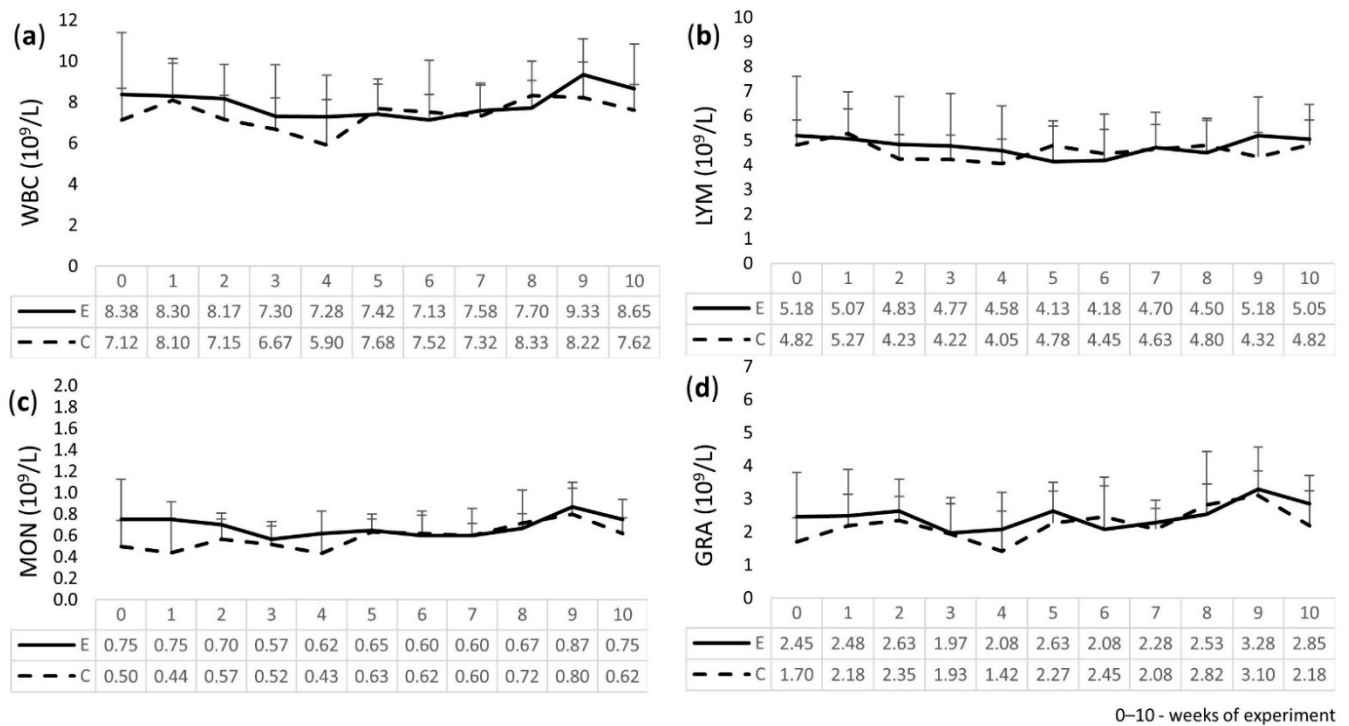 (a)
WBC (10⁹/L)
12
10
8
6
4
2
0
0 1 2 3 4 5 6 7 8 9 10
E 8.38 8.30 8.17 7.30 7.28 7.42 7.13 7.58 7.70 9.33 8.65
C 7.12 8.10 7.15 6.67 5.90 7.68 7.52 7.32 8.33 8.22 7.62
(b)
LYM (10⁹/L)
10
9
8
7
6
5
4
3
2
1
0
0 1 2 3 4 5 6 7 8 9 10
E 5.18 5.07 4.83 4.77 4.58 4.13 4.18 4.70 4.50 5.18 5.05
C 4.82 5.27 4.23 4.22 4.05 4.78 4.45 4.63 4.80 4.32 4.82
(c)
MON (10⁹/L)
2.0
1.8
1.6
1.4
1.2
1.0
0.8
0.6
0.4
0.2
0.0
0 1 2 3 4 5 6 7 8 9 10
E 0.75 0.75 0.70 0.57 0.62 0.65 0.60 0.60 0.67 0.87 0.75
C 0.50 0.44 0.57 0.52 0.43 0.63 0.62 0.60 0.72 0.80 0.62
(d)
GRA (10⁹/L)
7
6
5
4
3
2
1
0
0 1 2 3 4 5 6 7 8 9 10
E 2.45 2.48 2.63 1.97 2.08 2.63 2.08 2.28 2.53 3.28 2.85
C 1.70 2.18 2.35 1.93 1.42 2.27 2.45 2.08 2.82 3.10 2.18
0–10 - weeks of experiment